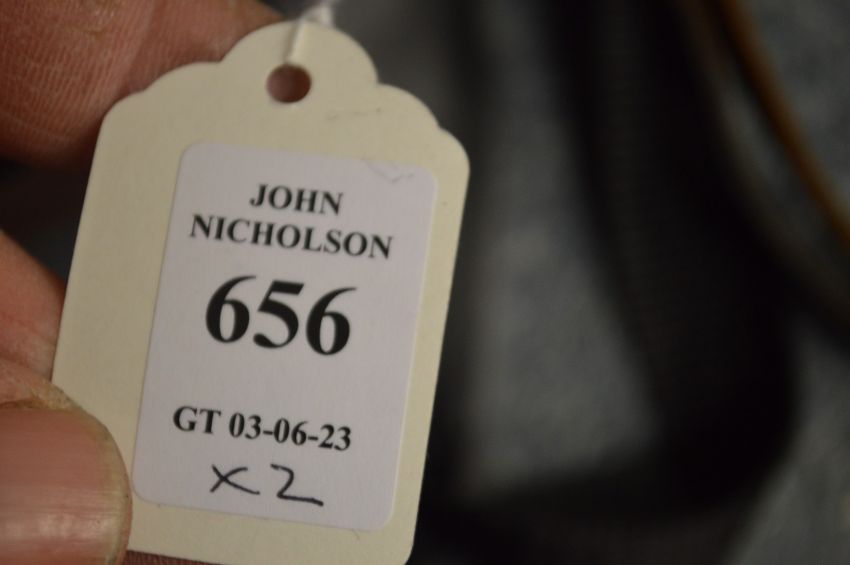 JOHN
NICHOLSON
656
GT 03-06-23
x2